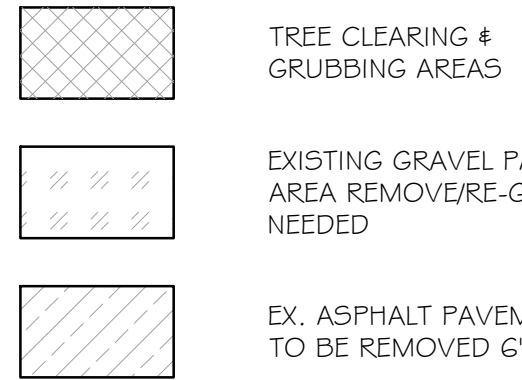 TREE CLEARING &
GRUBBING AREAS
EXISTING GRAVEL PA
AREA REMOVE/RE-G
NEEDED
EX. ASPHALT PAVEM
TO BE REMOVED 6"